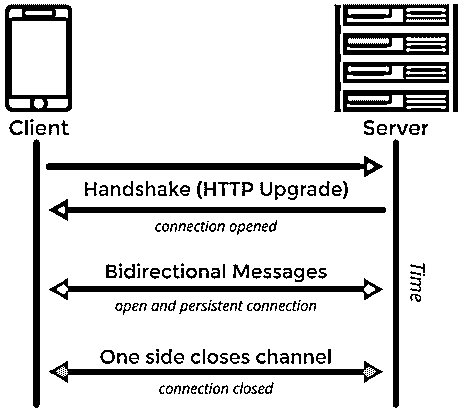 Client
Server
Handshake (HTTP Upgrade)
connection opened
Bidirectional Messages
open and persistent connection
Time
One side closes channel
connection closed